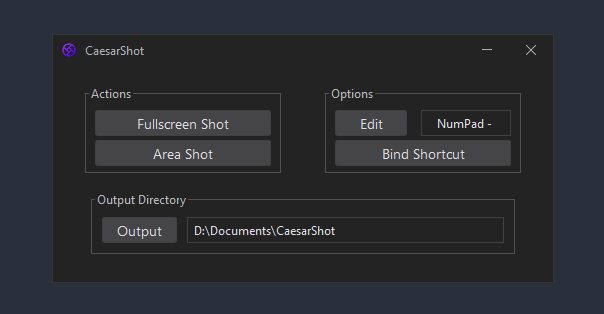 CaesarShot
Actions
Fullscreen Shot
Area Shot
Options
Edit
NumPad -
Bind Shortcut
Output Directory
Output
D:\Documents\CaesarShot